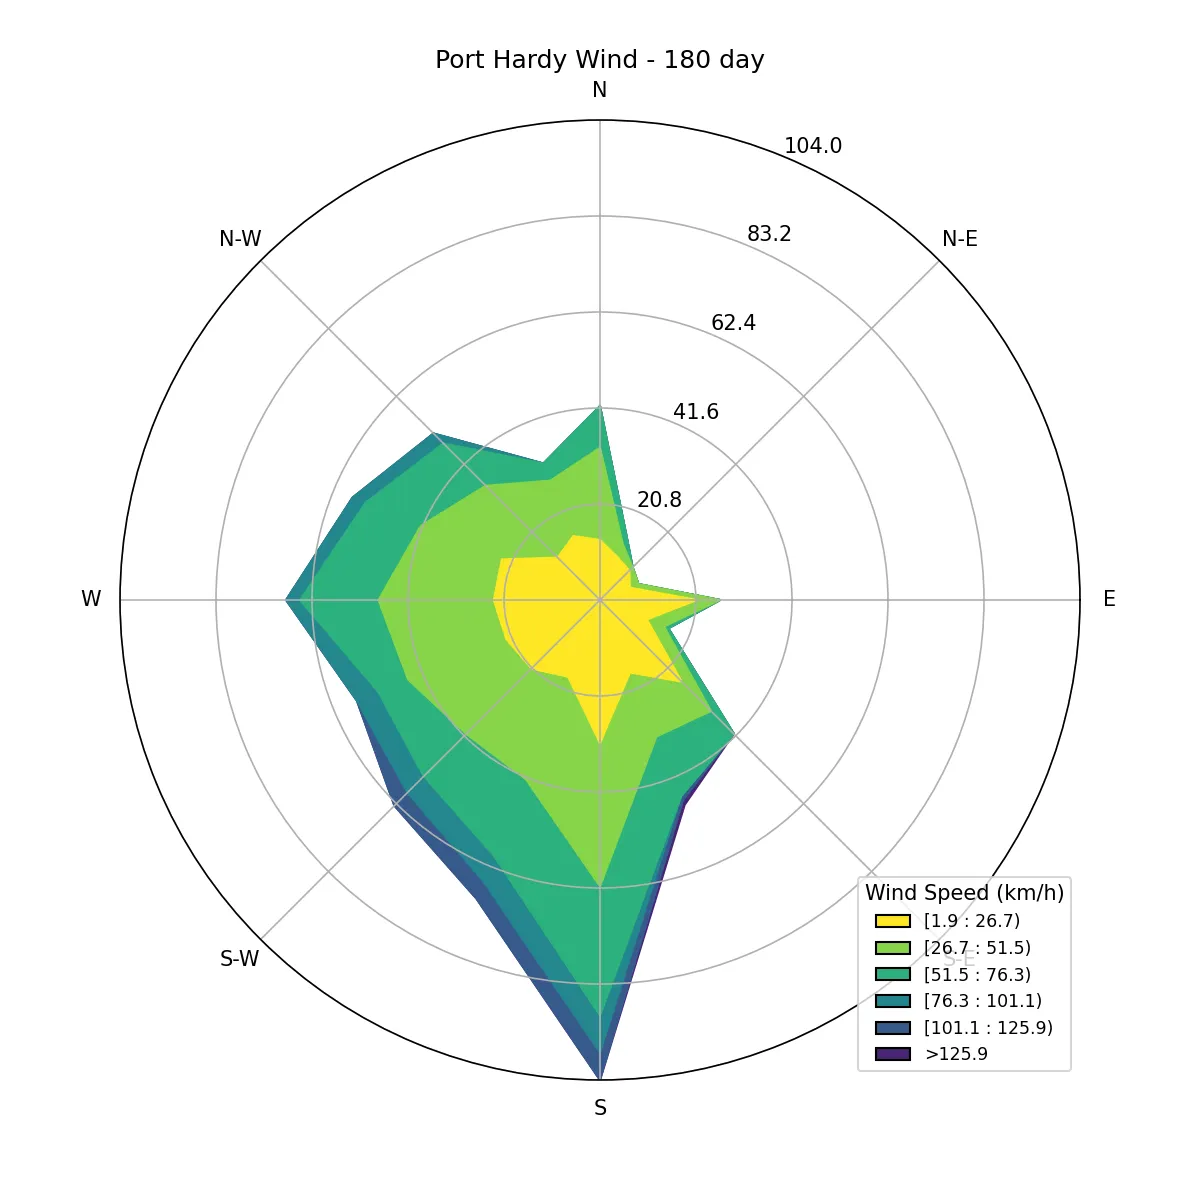 Port Hardy Wind - 180 day
N
104.0
N-W
N-E
83.2
62.4
41.6
20.8
W
E
S-W
S-E
Wind Speed (km/h)
[1.9 : 26.7)
[26.7 : 51.5)
[51.5 : 76.3)
[76.3 : 101.1)
[101.1 : 125.9)
>125.9
S